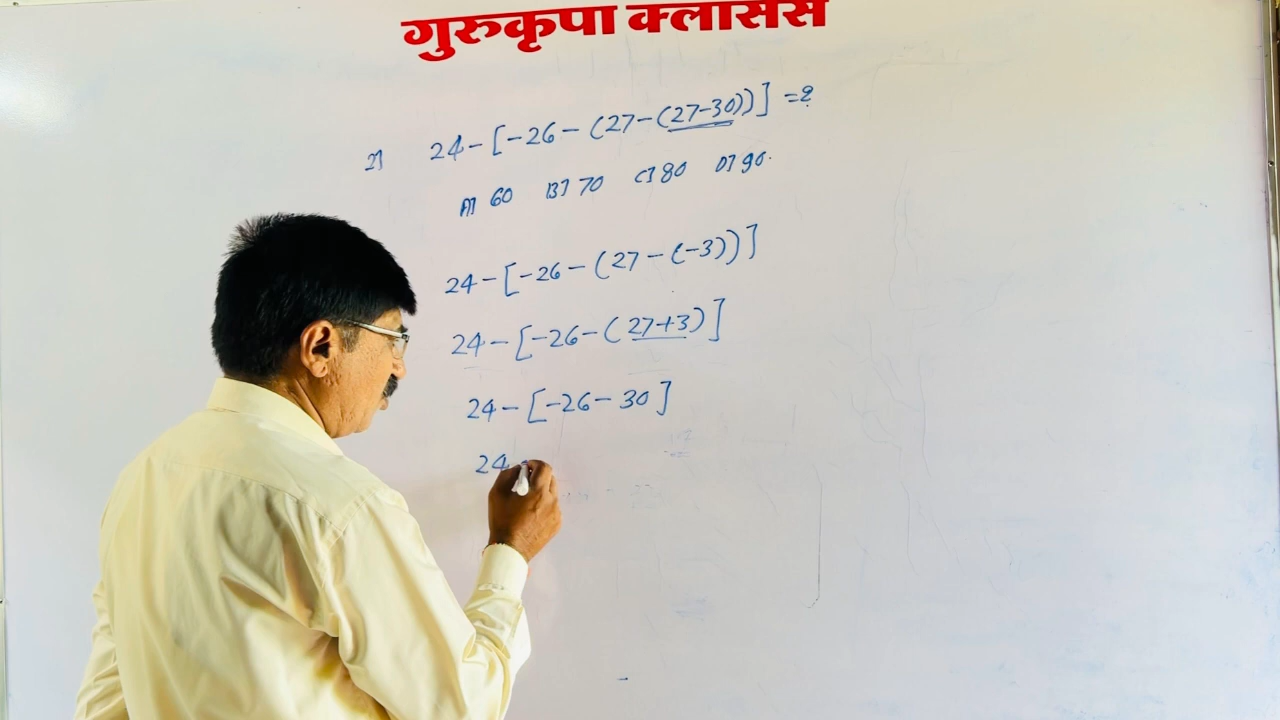 गुरुकृपा क्लासेस
1] 24-[-26-(27-(27-30))] =?
A] 60 B] 70 C] 80 D] 90.
24-[-26-(27-(-3))]
24-[-26-(27+3)]
24-[-26-30]
24-